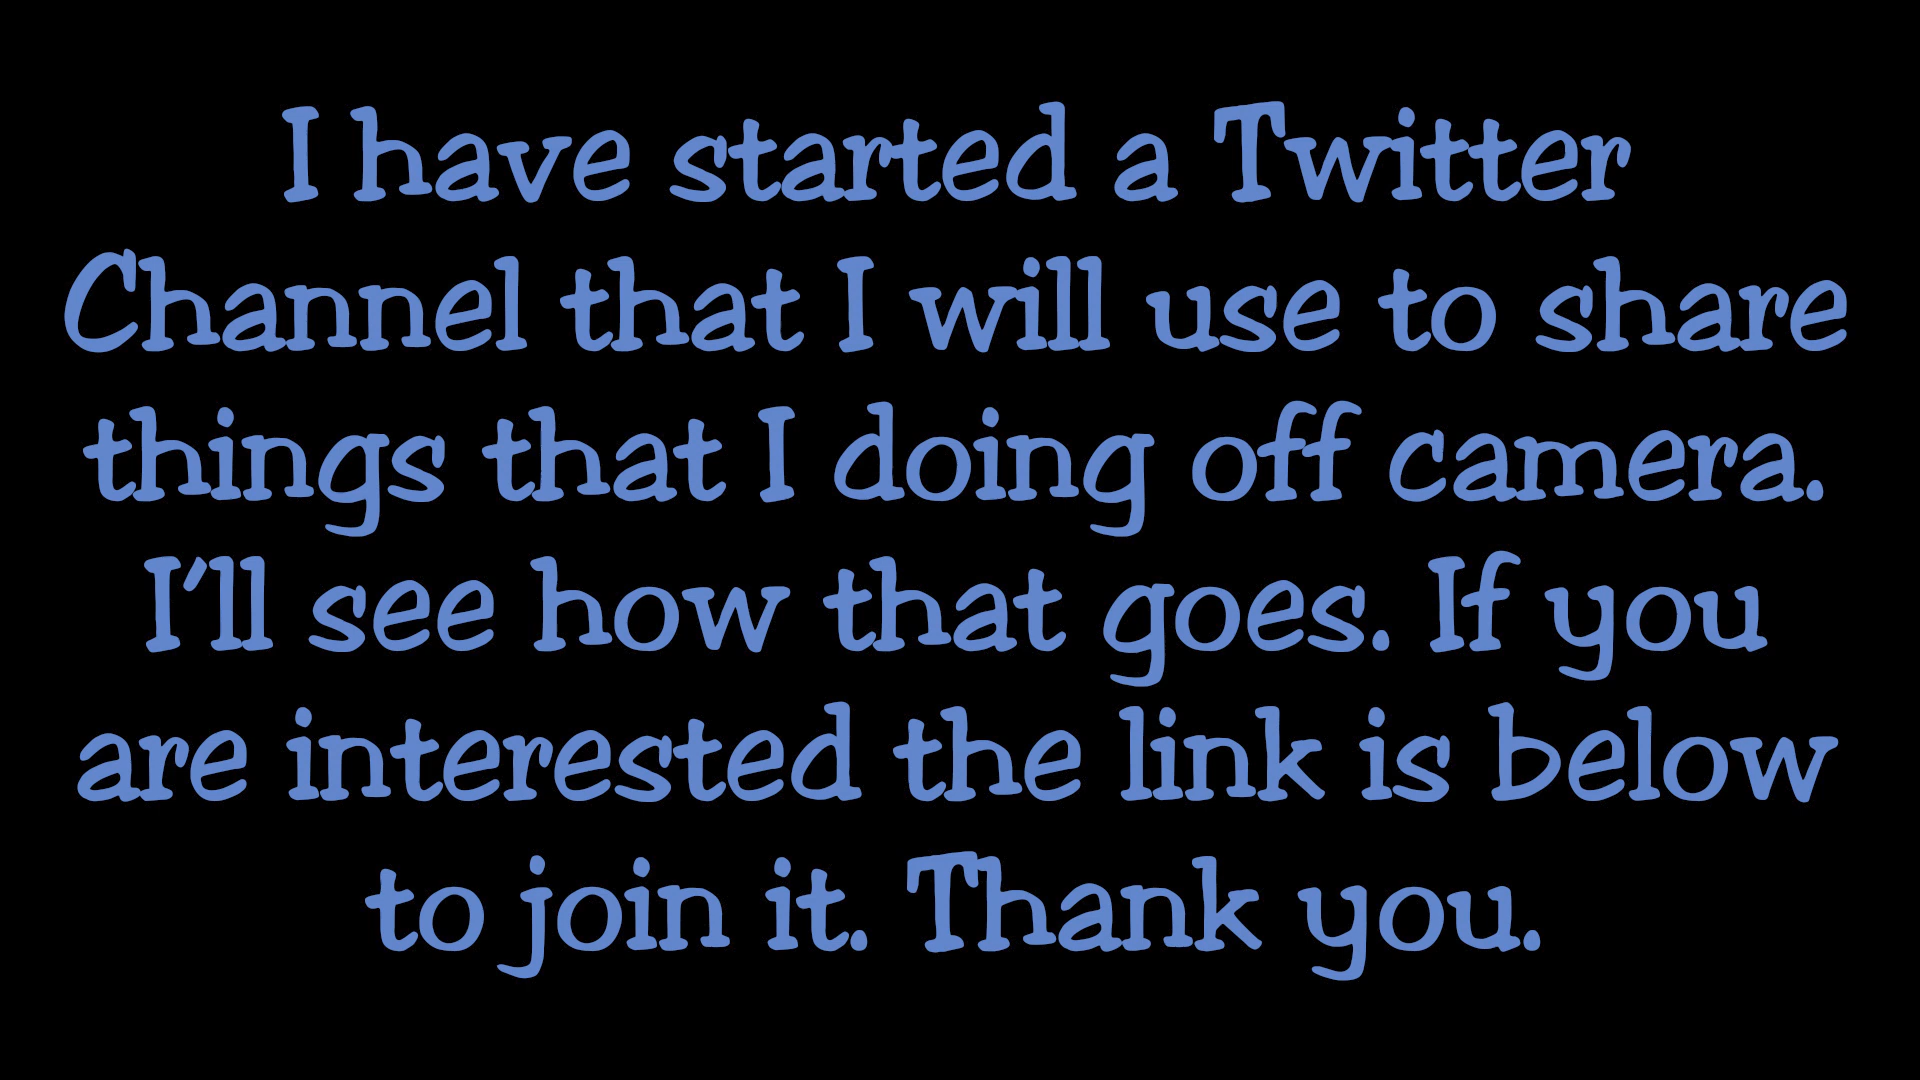 I have started a Twitter
Channel that I will use to share
things that I doing off camera.
I'll see how that goes. If you
are interested the link is below
to join it. Thank you.